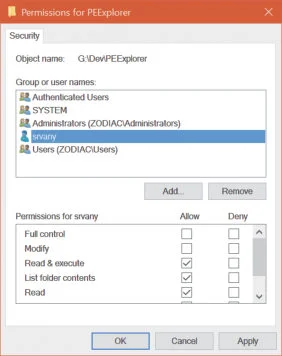 Permissions for PEExplorer
Security
Object name: G:\Dev\PEExplorer
Group or user names:
Authenticated Users
SYSTEM
Administrators (ZODIAC\Administrators)
srvany
Users (ZODIAC\Users)
Add... Remove
Permissions for srvany Allow Deny
Full control
Modify
Read & execute
List folder contents
Read
OK Cancel Apply